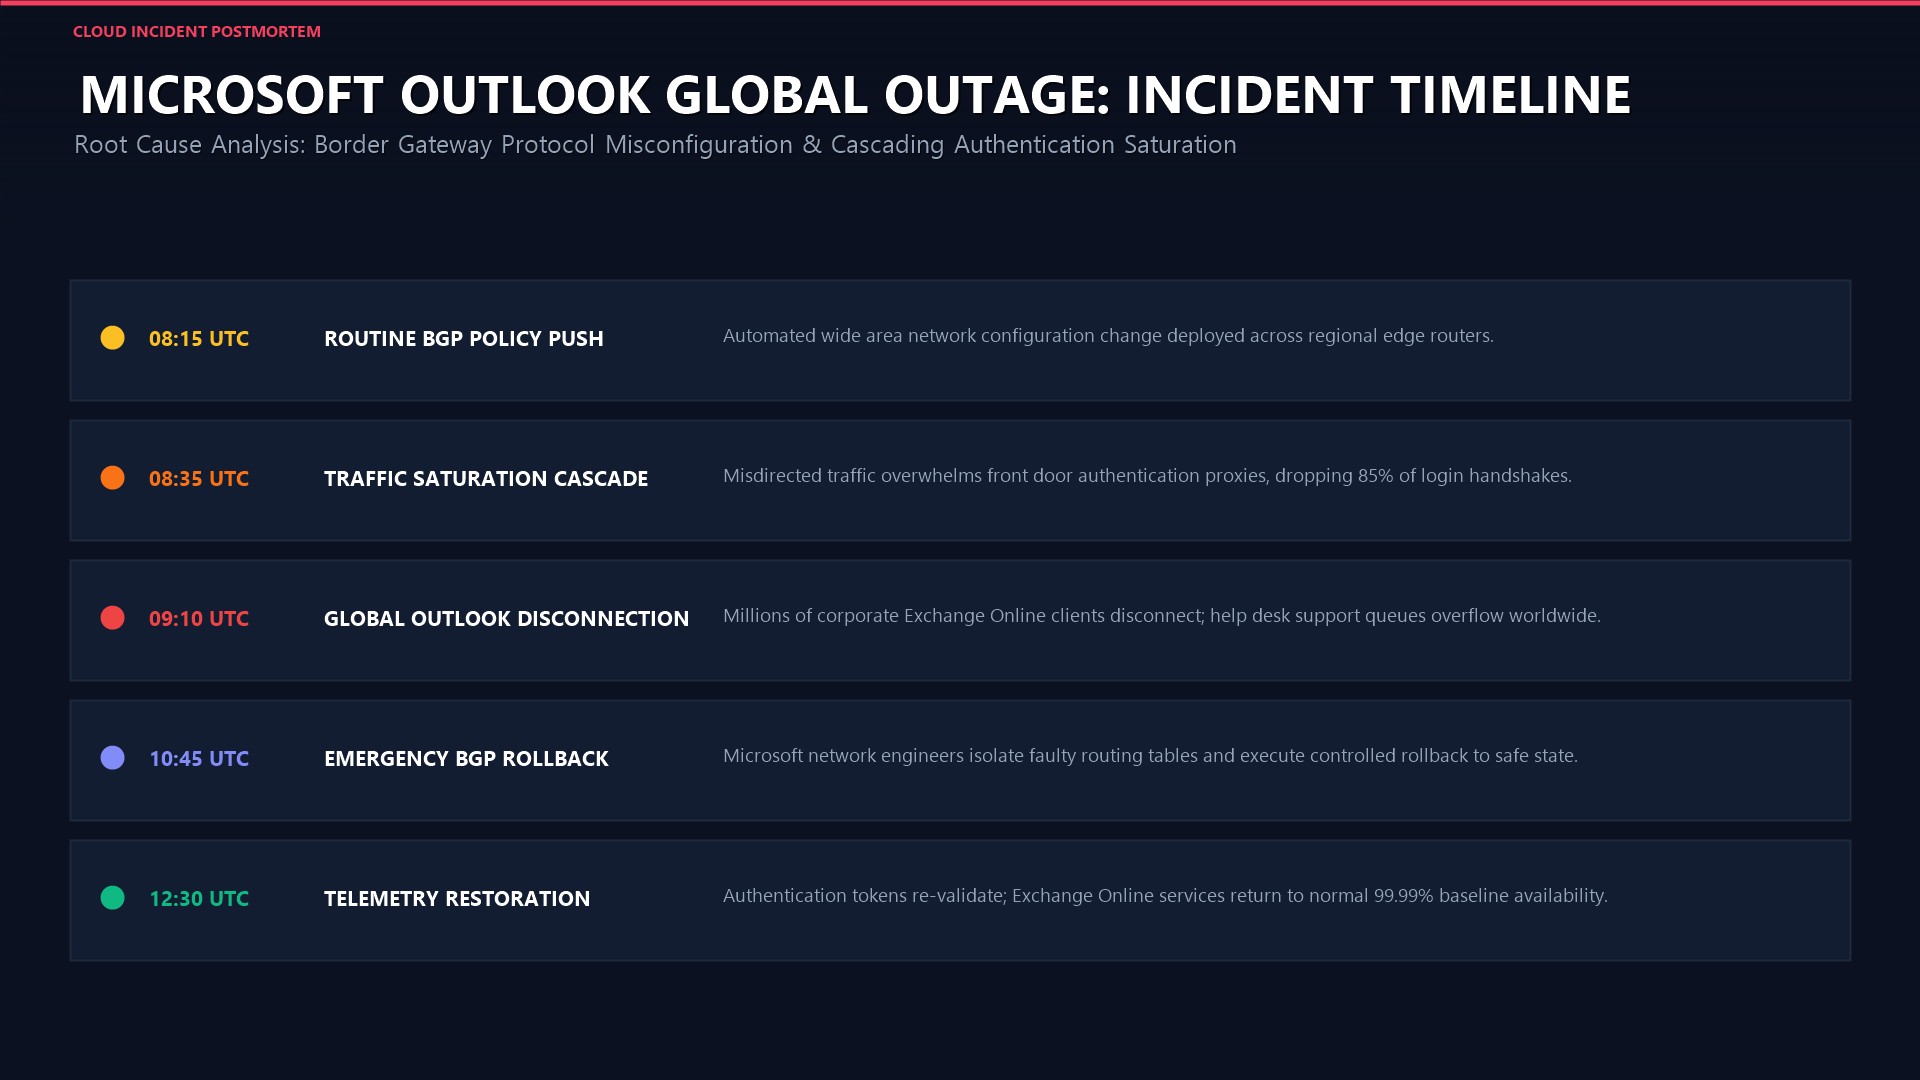 CLOUD INCIDENT POSTMORTEM
MICROSOFT OUTLOOK GLOBAL OUTAGE: INCIDENT TIMELINE
Root Cause Analysis: Border Gateway Protocol Misconfiguration & Cascading Authentication Saturation
08:15 UTC ROUTINE BGP POLICY PUSH Automated wide area network configuration change deployed across regional edge routers.
08:35 UTC TRAFFIC SATURATION CASCADE Misdirected traffic overwhelms front door authentication proxies, dropping 85% of login handshakes.
09:10 UTC GLOBAL OUTLOOK DISCONNECTION Millions of corporate Exchange Online clients disconnect; help desk support queues overflow worldwide.
10:45 UTC EMERGENCY BGP ROLLBACK Microsoft network engineers isolate faulty routing tables and execute controlled rollback to safe state.
12:30 UTC TELEMETRY RESTORATION Authentication tokens re-validate; Exchange Online services return to normal 99.99% baseline availability.